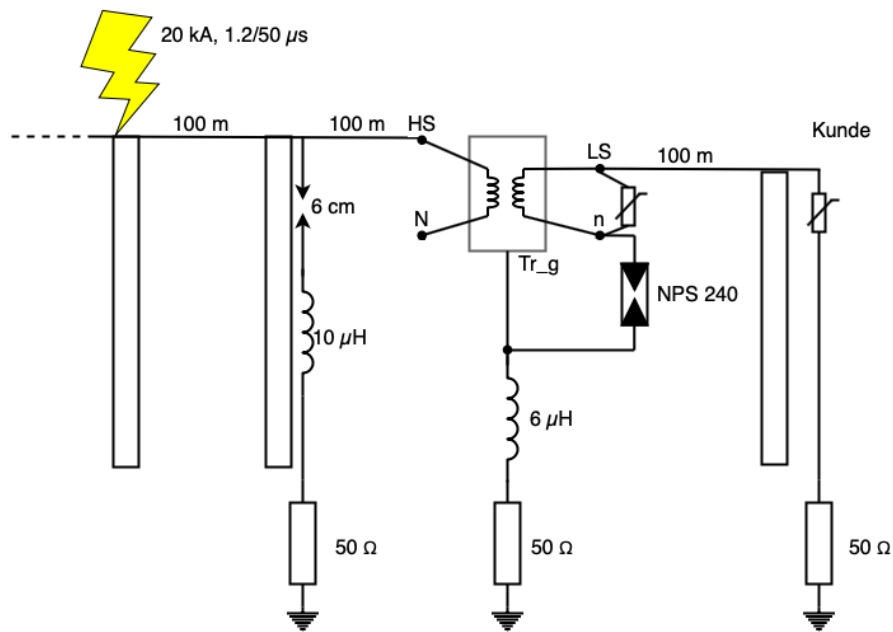 20 kA, 1.2/50 µs
100 m
100 m
HS
LS
100 m
Kunde
6 cm
N
n
Tr_g
NPS 240
10 µH
6 µH
50 Ω
50 Ω
50 Ω